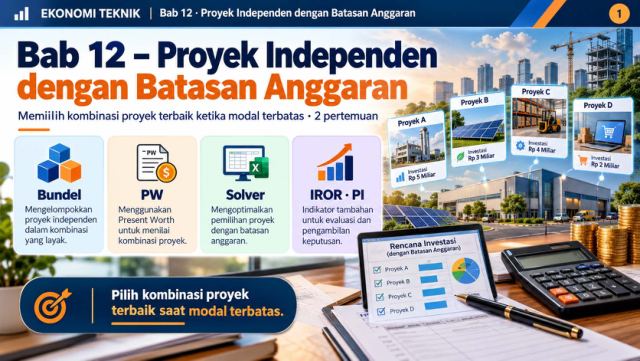 EKONOMI TEKNIK | Bab 12 · Proyek Independen dengan Batasan Anggaran
1
Bab 12 – Proyek Independen
dengan Batasan Anggaran
Memiilih kombinasi proyek terbaik ketika modal terbatas • 2 pertemuan
Bundel
Mengelompokkan
proyek independen
dalam kombinasi
yang layak.
PW
PW
Menggunakan
Present Worth
untuk menilai
kombinasi proyek.
X
Solver
Mengoptimalkan
pemilihan proyek
dengan batasan
anggaran.
IROR · PI
Indikator tambahan
untuk evaluasi dan
pengambilan
keputusan.
Proyek A
Investasi
Rp 5 Miliar
Proyek B
Investasi
Rp 3 Miliar
Proyek C
Investasi
Rp 4 Miliar
Proyek D
Investasi
Rp 2 Miliar
Rencana Investasi
(dengan Batasan Anggaran)
Proyek A
Proyek B
Proyek C
Proyek D
Pilih kombinasi proyek
terbaik saat modal terbatas.